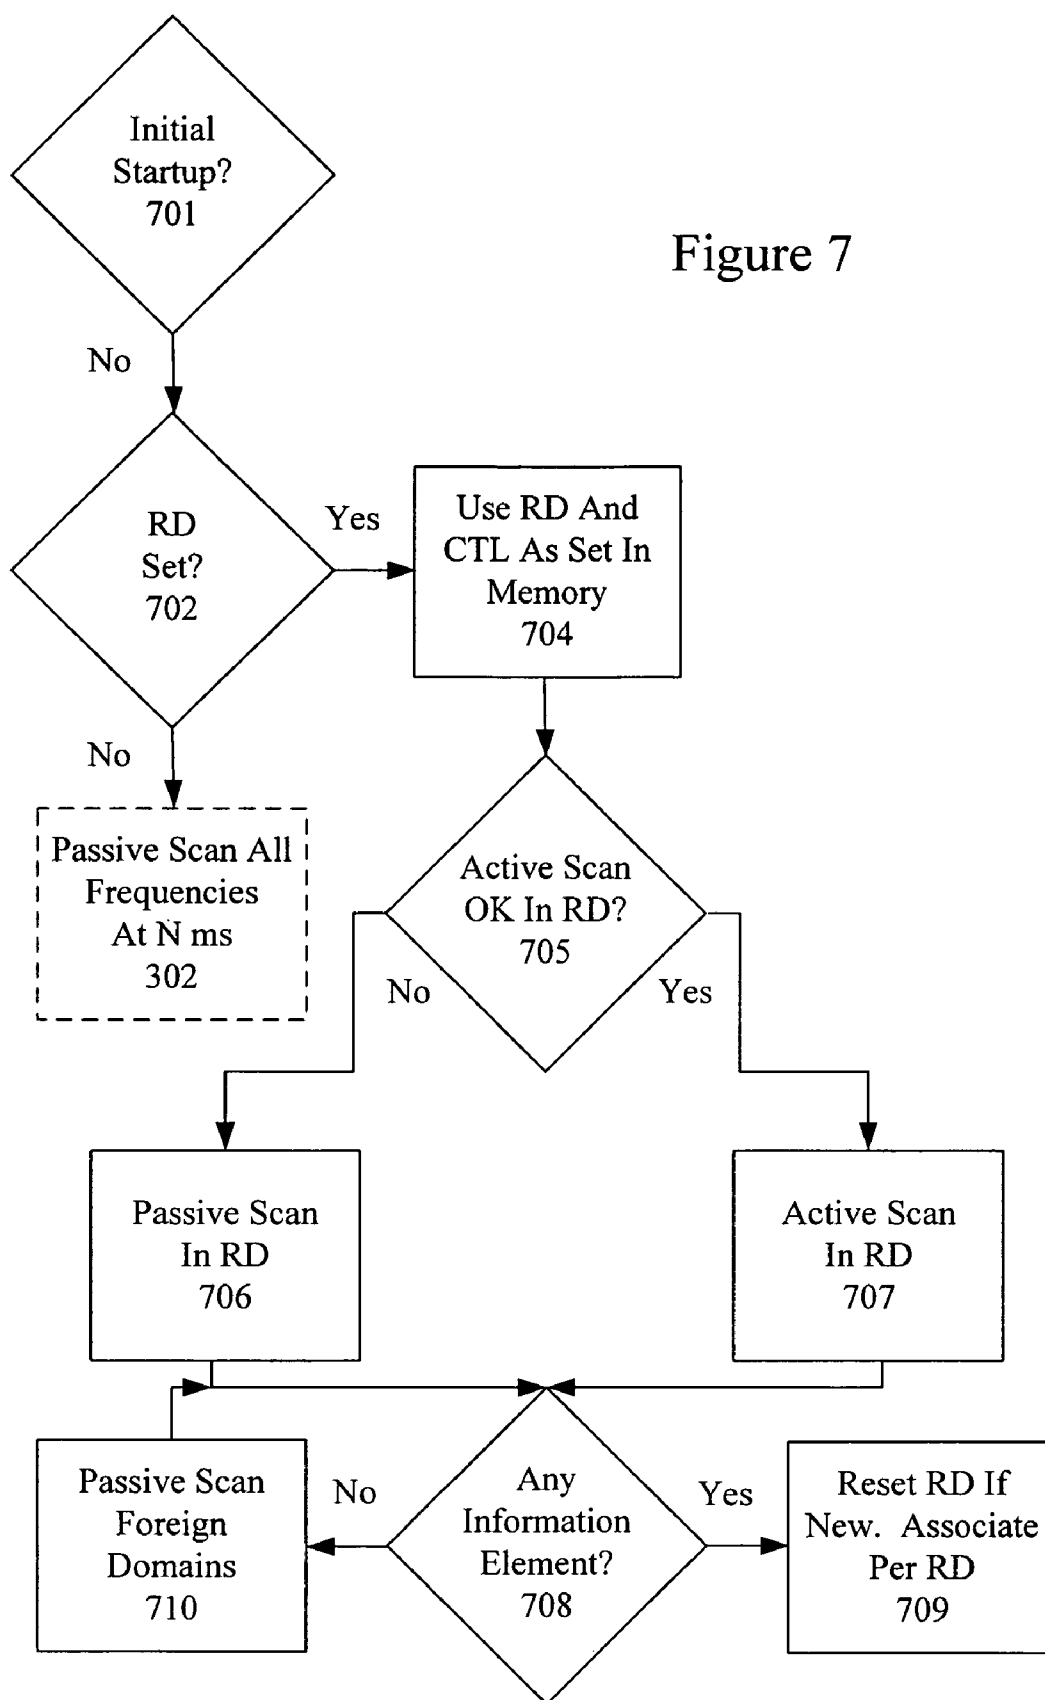 Initial
Startup?
701
Figure 7
No
RD
Set?
702
Yes
Use RD And
CTL As Set In
Memory
704
No
Passive Scan All
Frequencies
At N ms
302
Active Scan
OK In RD?
705
No
Yes
Passive Scan
In RD
706
Active Scan
In RD
707
Passive Scan
Foreign
Domains
710
No
Any
Information
Element?
708
Yes
Reset RD If
New. Associate
Per RD
709